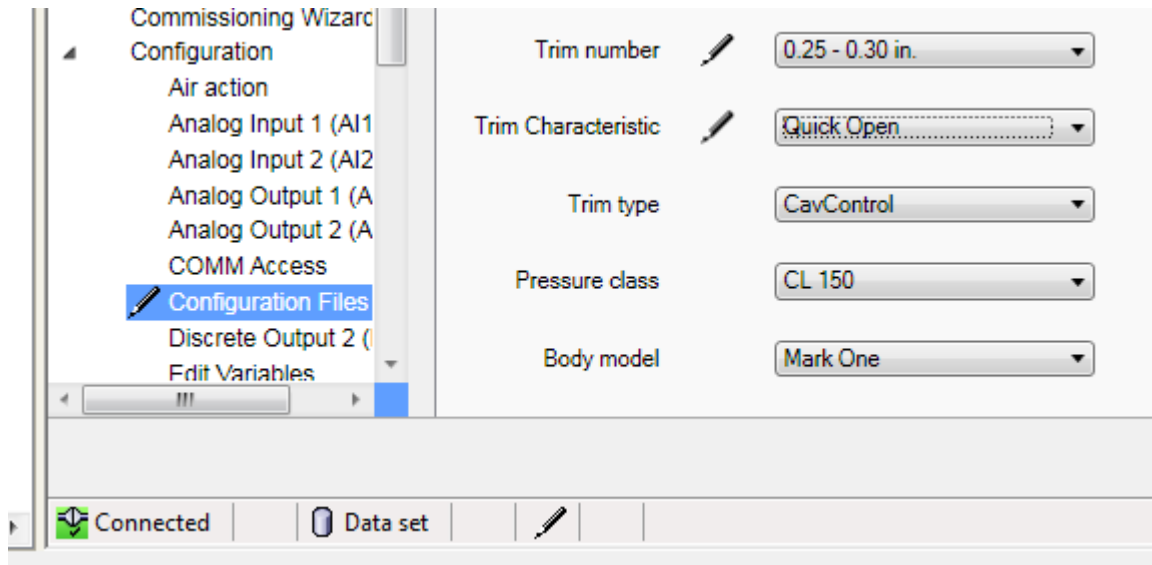 Commissioning Wizard
Configuration
Air action
Analog Input 1 (AI1
Analog Input 2 (AI2
Analog Output 1 (A
Analog Output 2 (A
COMM Access
Configuration Files
Discrete Output 2 (
Edit Variables
Trim number
0.25 - 0.30 in.
Trim Characteristic
Quick Open
Trim type
CavControl
Pressure class
CL 150
Body model
Mark One
Connected
Data set